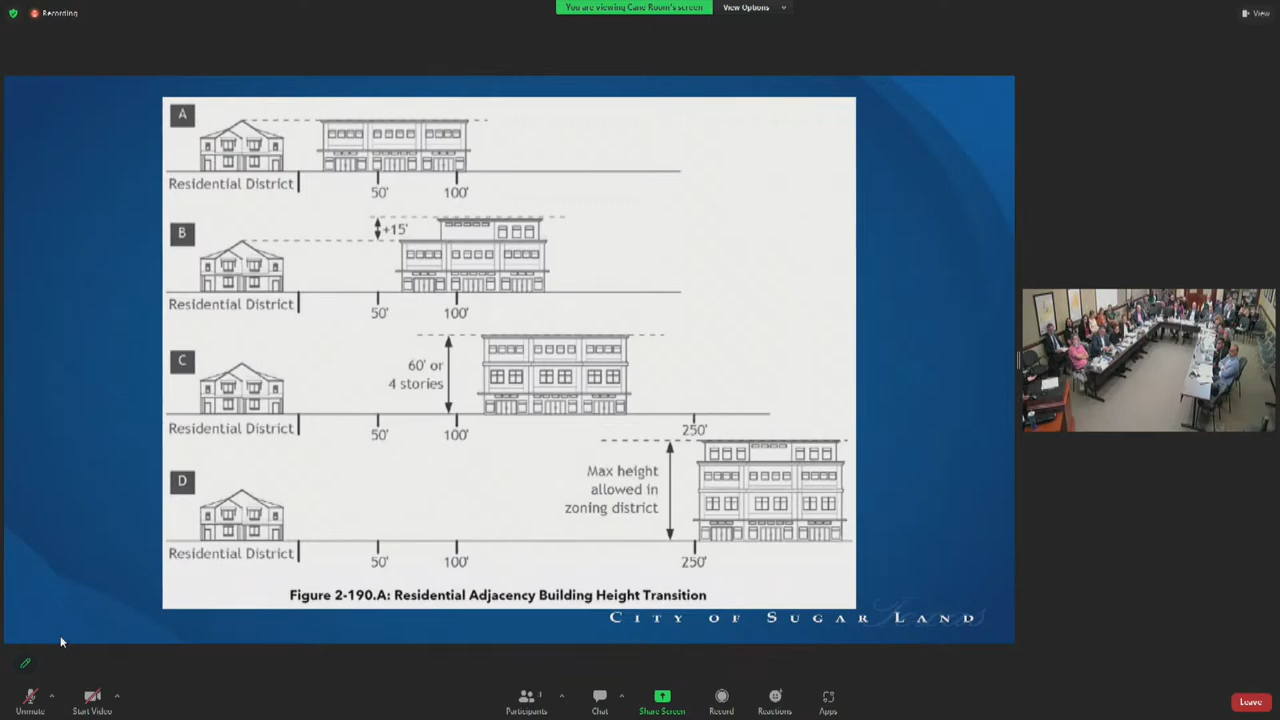 Recording
You are viewing Cane Room's screen
View Options
View
A
Residential District
50'
100'
B
+15'
Residential District
50'
100'
C
60' or
4 stories
Residential District
50'
100'
250'
D
Max height
allowed in
zoning district
Residential District
50'
100'
250'
Figure 2-190.A: Residential Adjacency Building Height Transition
CITY OF SUGAR LAND
Unmute
Start Video
Participants
1
Chat
Share Screen
Record
Reactions
Apps
Leave